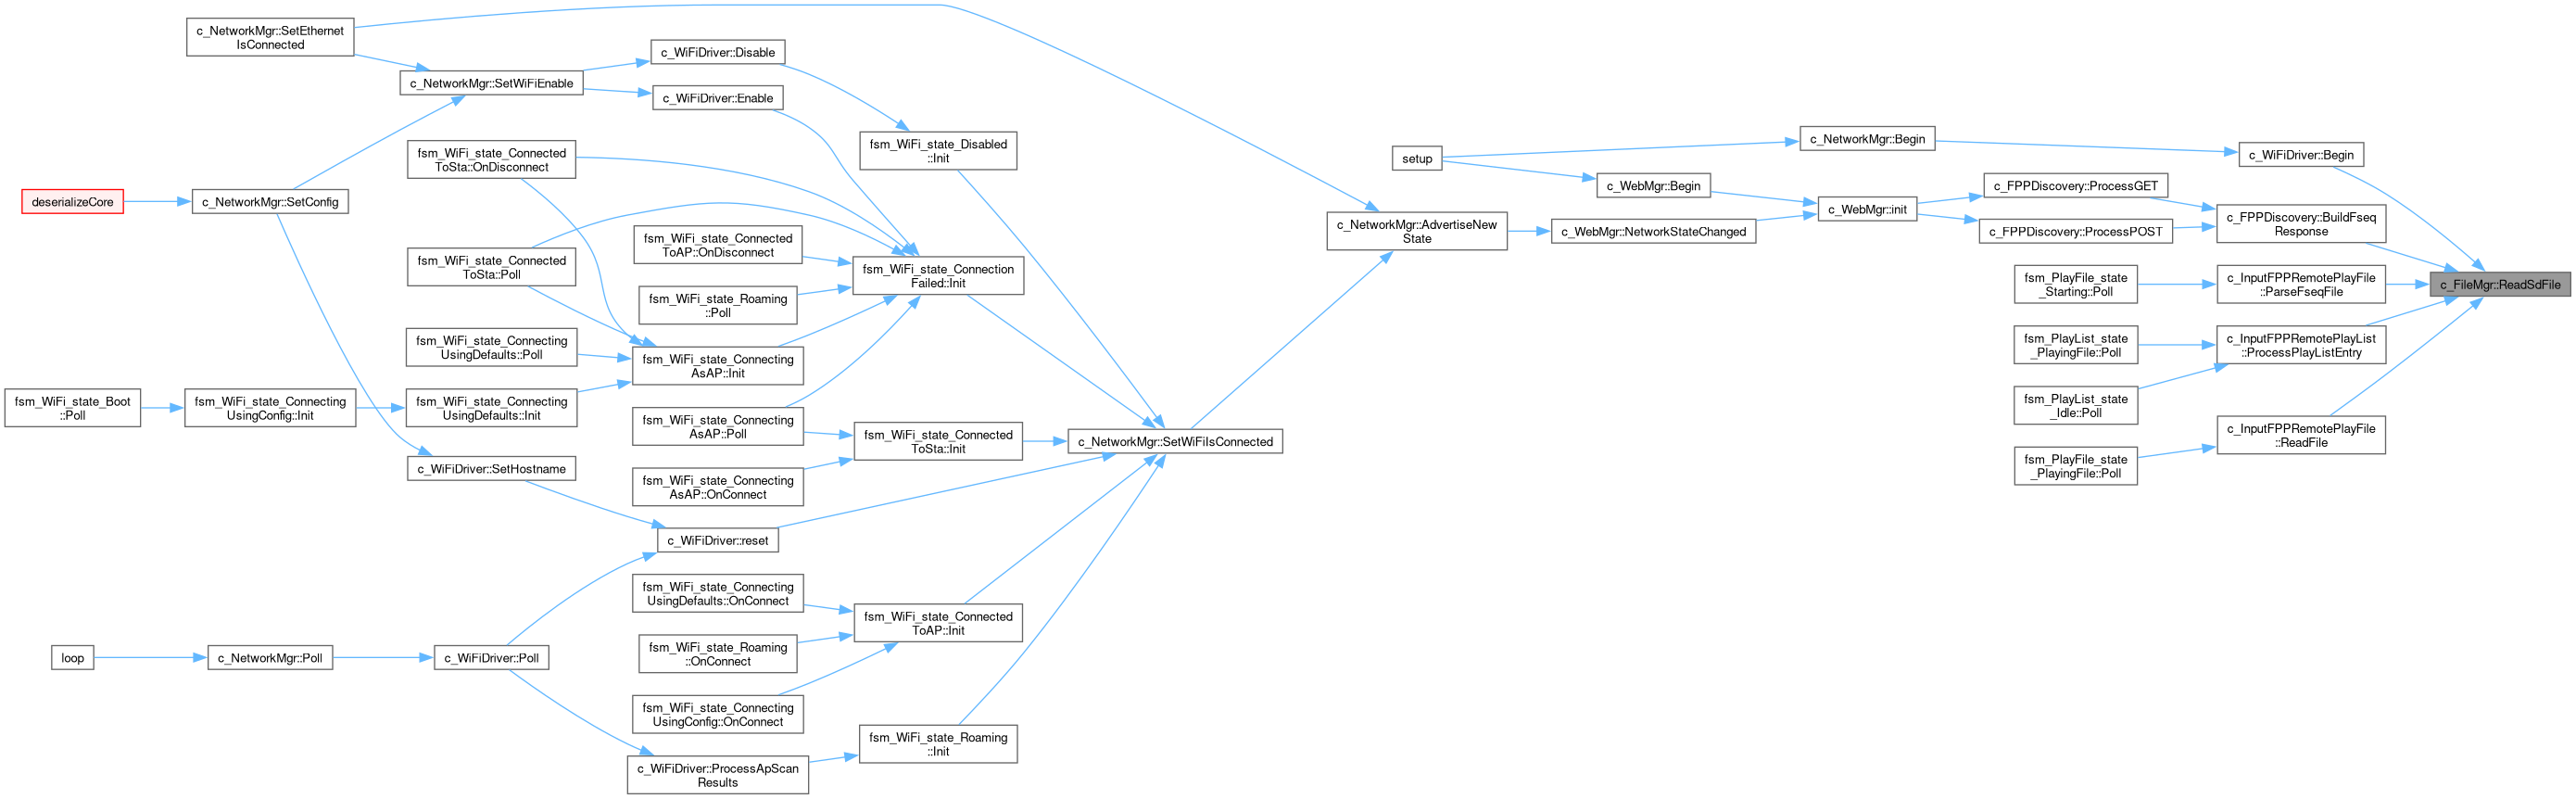 c_NetworkMgr::SetEthernet
IsConnected
c_WiFiDriver::Disable
c_NetworkMgr::SetWiFiEnable
c_WiFiDriver::Enable
fsm_WiFi_state_Disabled
::Init
fsm_WiFi_state_Connected
ToSta::OnDisconnect
deserializeCore
c_NetworkMgr::SetConfig
fsm_WiFi_state_Connected
ToAP::OnDisconnect
fsm_WiFi_state_Connected
ToSta::Poll
fsm_WiFi_state_Connection
Failed::Init
fsm_WiFi_state_Roaming
::Poll
fsm_WiFi_state_Connecting
UsingDefaults::Poll
fsm_WiFi_state_Connecting
AsAP::Init
fsm_WiFi_state_Boot
::Poll
fsm_WiFi_state_Connecting
UsingConfig::Init
fsm_WiFi_state_Connecting
UsingDefaults::Init
fsm_WiFi_state_Connecting
AsAP::Poll
fsm_WiFi_state_Connected
ToSta::Init
c_NetworkMgr::SetWiFiIsConnected
c_WiFiDriver::SetHostname
fsm_WiFi_state_Connecting
AsAP::OnConnect
c_WiFiDriver::reset
fsm_WiFi_state_Connecting
UsingDefaults::OnConnect
fsm_WiFi_state_Connected
ToAP::Init
fsm_WiFi_state_Roaming
::OnConnect
loop
c_NetworkMgr::Poll
c_WiFiDriver::Poll
fsm_WiFi_state_Connecting
UsingConfig::OnConnect
fsm_WiFi_state_Roaming
::Init
c_WiFiDriver::ProcessApScan
Results
setup
c_NetworkMgr::Begin
c_WiFiDriver::Begin
c_WebMgr::Begin
c_FPPDiscovery::ProcessGET
c_NetworkMgr::AdvertiseNew
State
c_WebMgr::NetworkStateChanged
c_WebMgr::init
c_FPPDiscovery::ProcessPOST
c_FPPDiscovery::BuildFseq
Response
fsm_PlayFile_state
_Starting::Poll
c_InputFPPRemotePlayFile
::ParseFseqFile
c_FileMgr::ReadSdFile
fsm_PlayList_state
_PlayingFile::Poll
c_InputFPPRemotePlayList
::ProcessPlayListEntry
fsm_PlayList_state
_Idle::Poll
c_InputFPPRemotePlayFile
::ReadFile
fsm_PlayFile_state
_PlayingFile::Poll